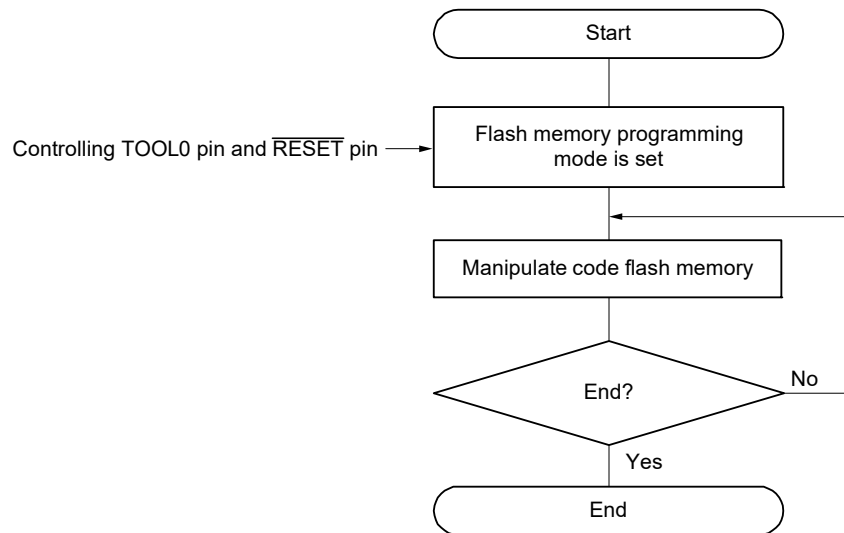 Start
Controlling TOOL0 pin and R̅E̅S̅E̅T̅ pin
Flash memory programming
mode is set
Manipulate code flash memory
End?
No
Yes
End